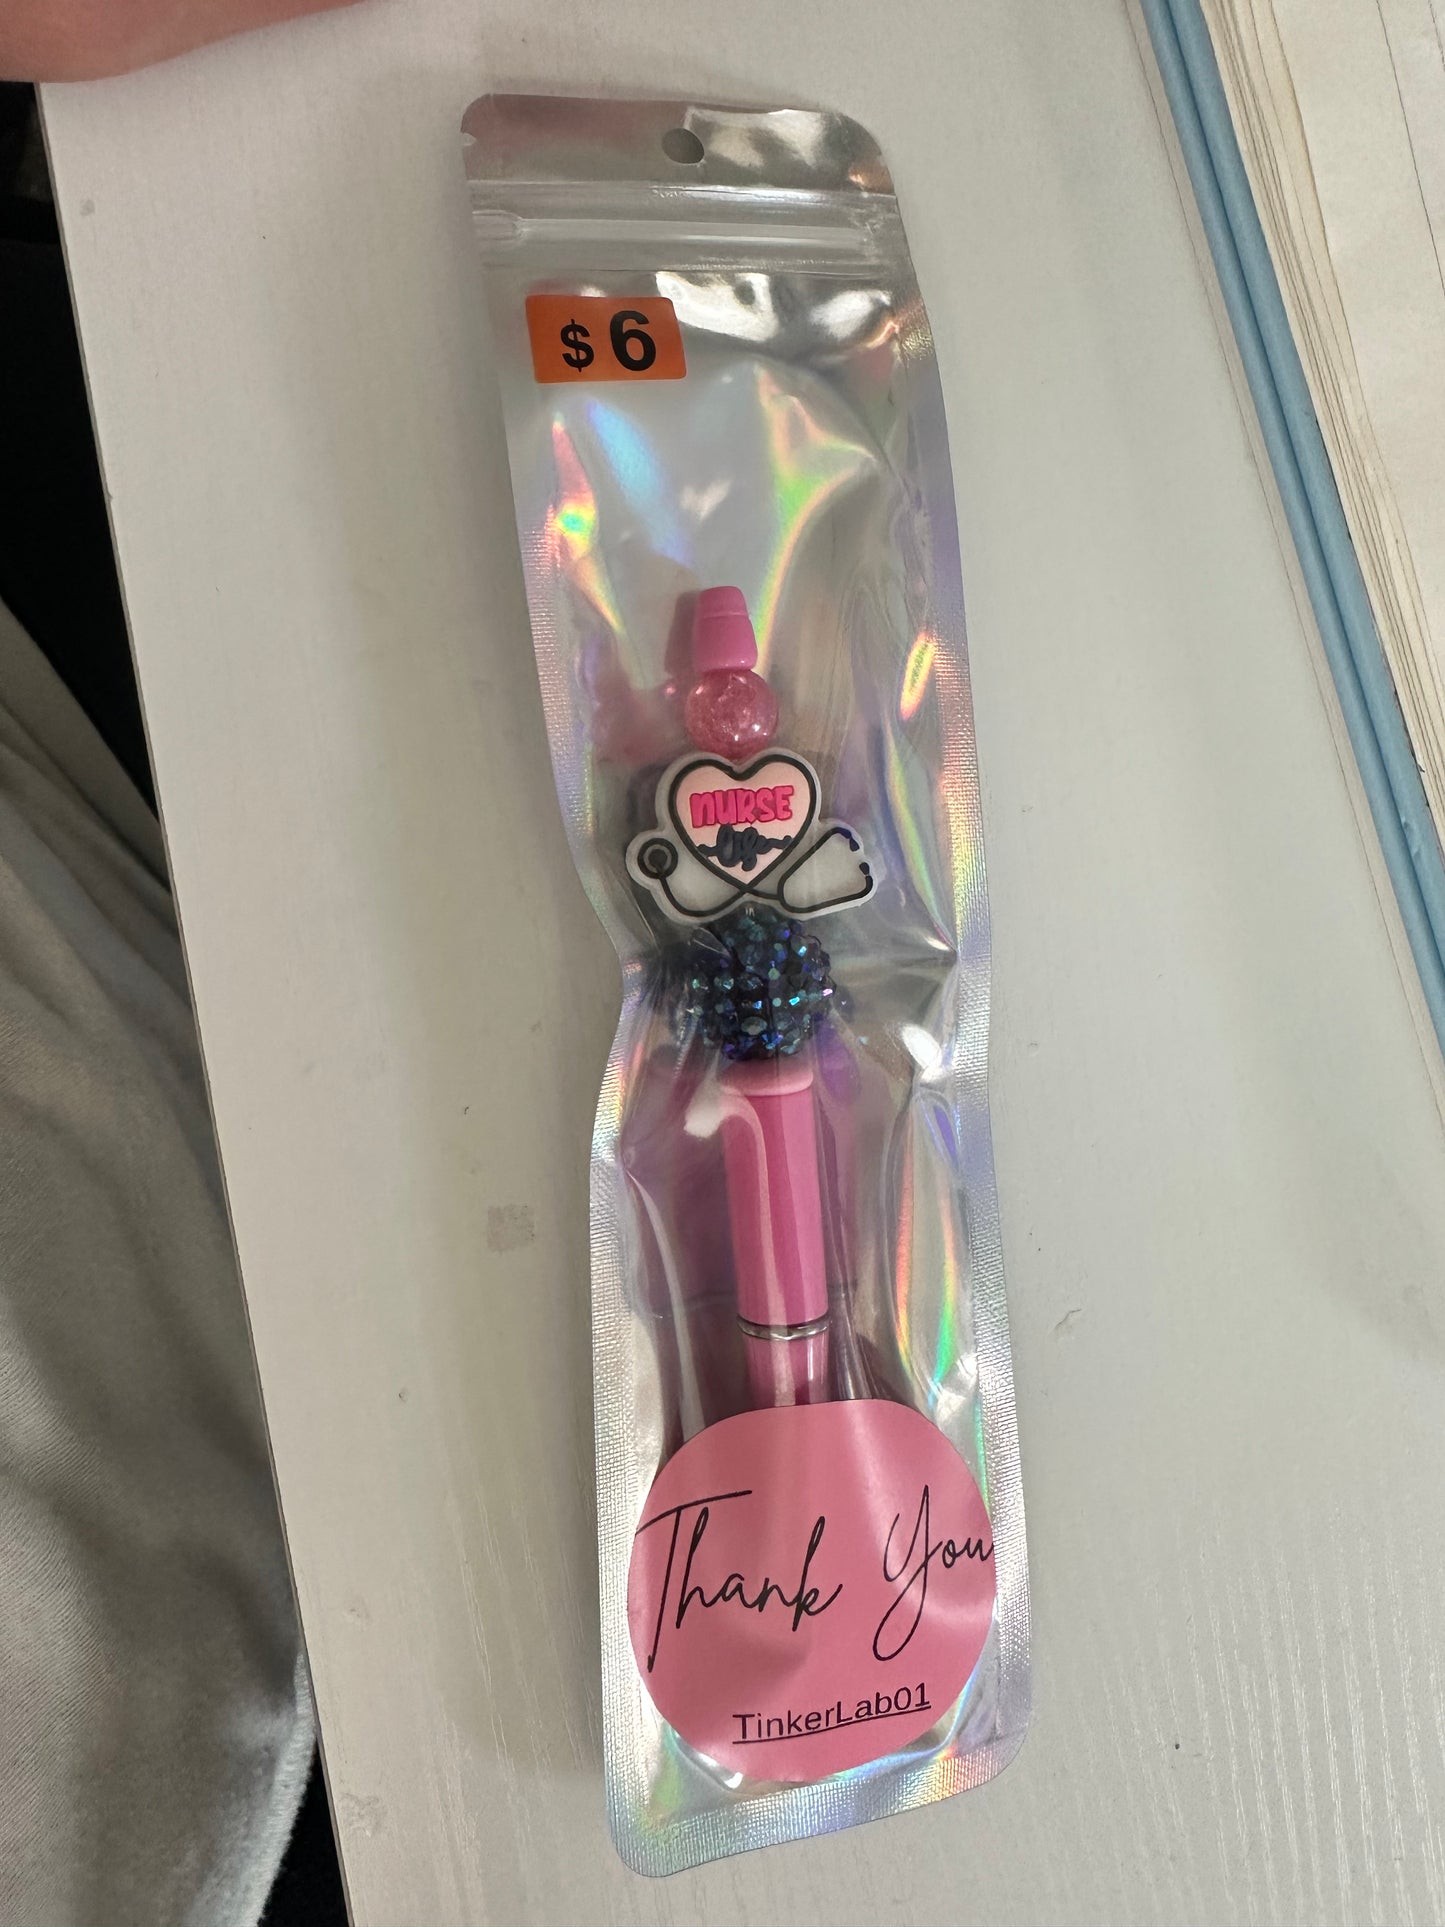 $ 6
NURSE
life
Thank You
TinkerLab01